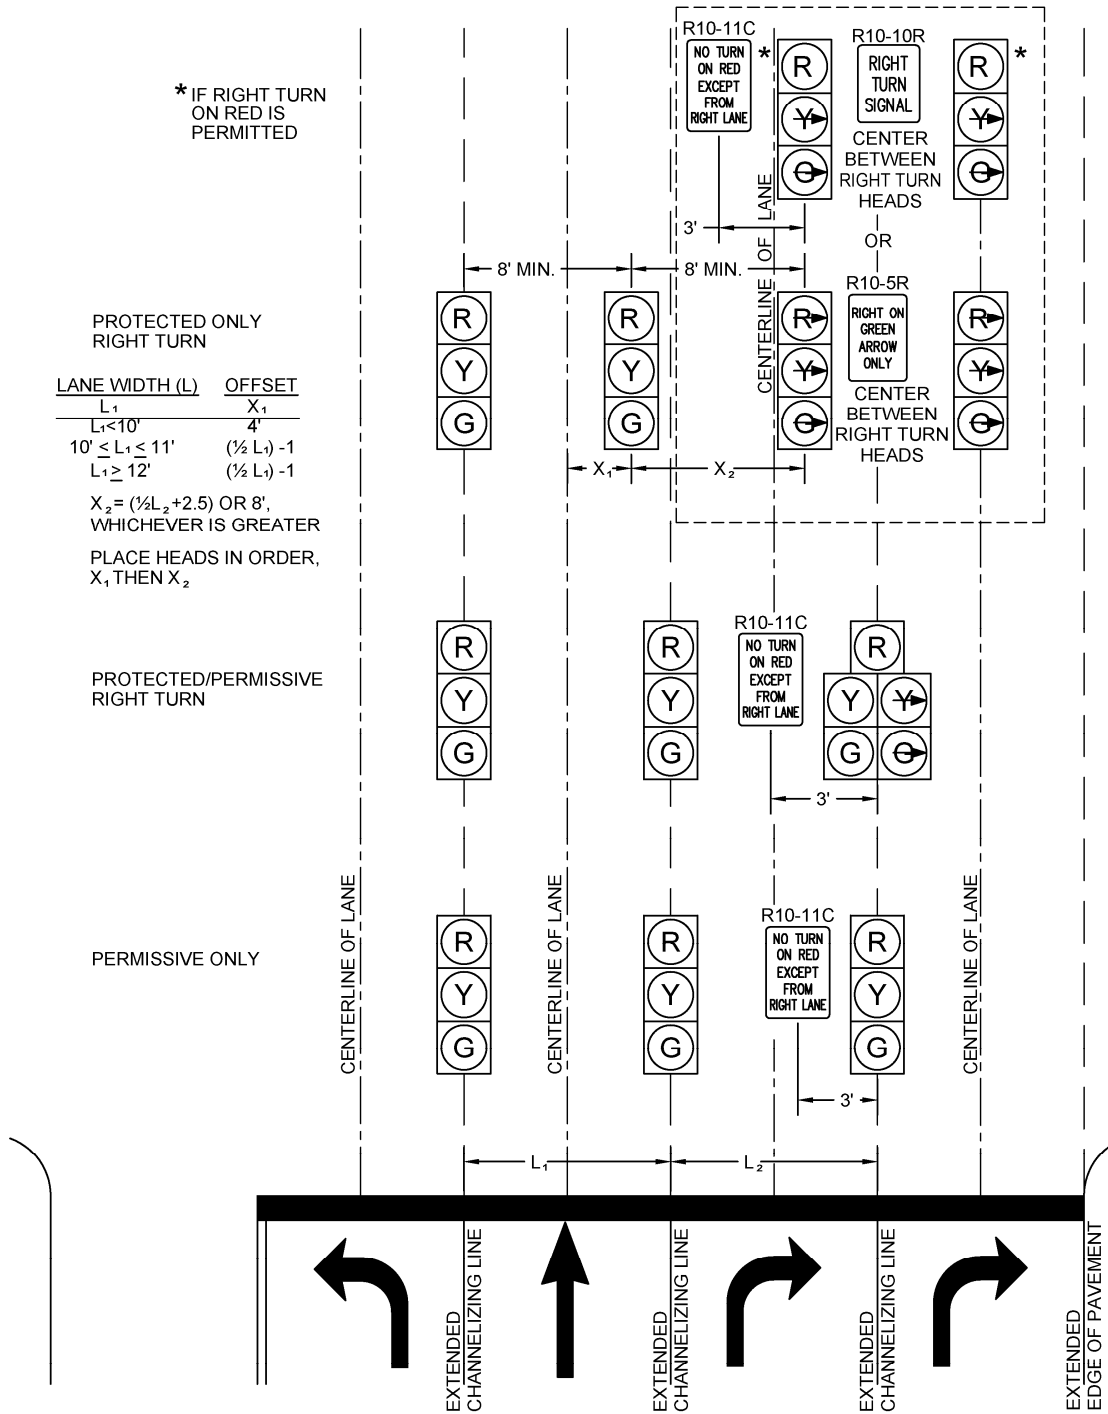 R10-11C
NO TURN
ON RED
EXCEPT
FROM
RIGHT LANE
*
R
Y
G
R10-10R
RIGHT
TURN
SIGNAL
CENTER
BETWEEN
RIGHT TURN
HEADS
R
Y
G
*
* IF RIGHT TURN
ON RED IS
PERMITTED
3'
OR
CENTERLINE OF LANE
8' MIN.
8' MIN.
PROTECTED ONLY
RIGHT TURN
R
Y
G
R
Y
G
R
Y
G
R10-5R
RIGHT ON
GREEN
ARROW
ONLY
CENTER
BETWEEN
RIGHT TURN
HEADS
R
Y
G
LANE WIDTH (L) OFFSET
L₁ X₁
L₁<10' 4'
10' ≤ L₁ ≤ 11' (½ L₁) -1
L₁ ≥ 12' (½ L₁) -1
X₁
X₂
X₂= (½L₂+2.5) OR 8',
WHICHEVER IS GREATER
PLACE HEADS IN ORDER,
X₁ THEN X₂
PROTECTED/PERMISSIVE
RIGHT TURN
R
Y
G
R
Y
G
R10-11C
NO TURN
ON RED
EXCEPT
FROM
RIGHT LANE
R
Y Y
G G
3'
PERMISSIVE ONLY
CENTERLINE OF LANE
R
Y
G
CENTERLINE OF LANE
R
Y
G
R10-11C
NO TURN
ON RED
EXCEPT
FROM
RIGHT LANE
R
Y
G
CENTERLINE OF LANE
3'
L₁
L₂
EXTENDED
CHANNELIZING LINE
EXTENDED
CHANNELIZING LINE
EXTENDED
CHANNELIZING LINE
EXTENDED
EDGE OF PAVEMENT